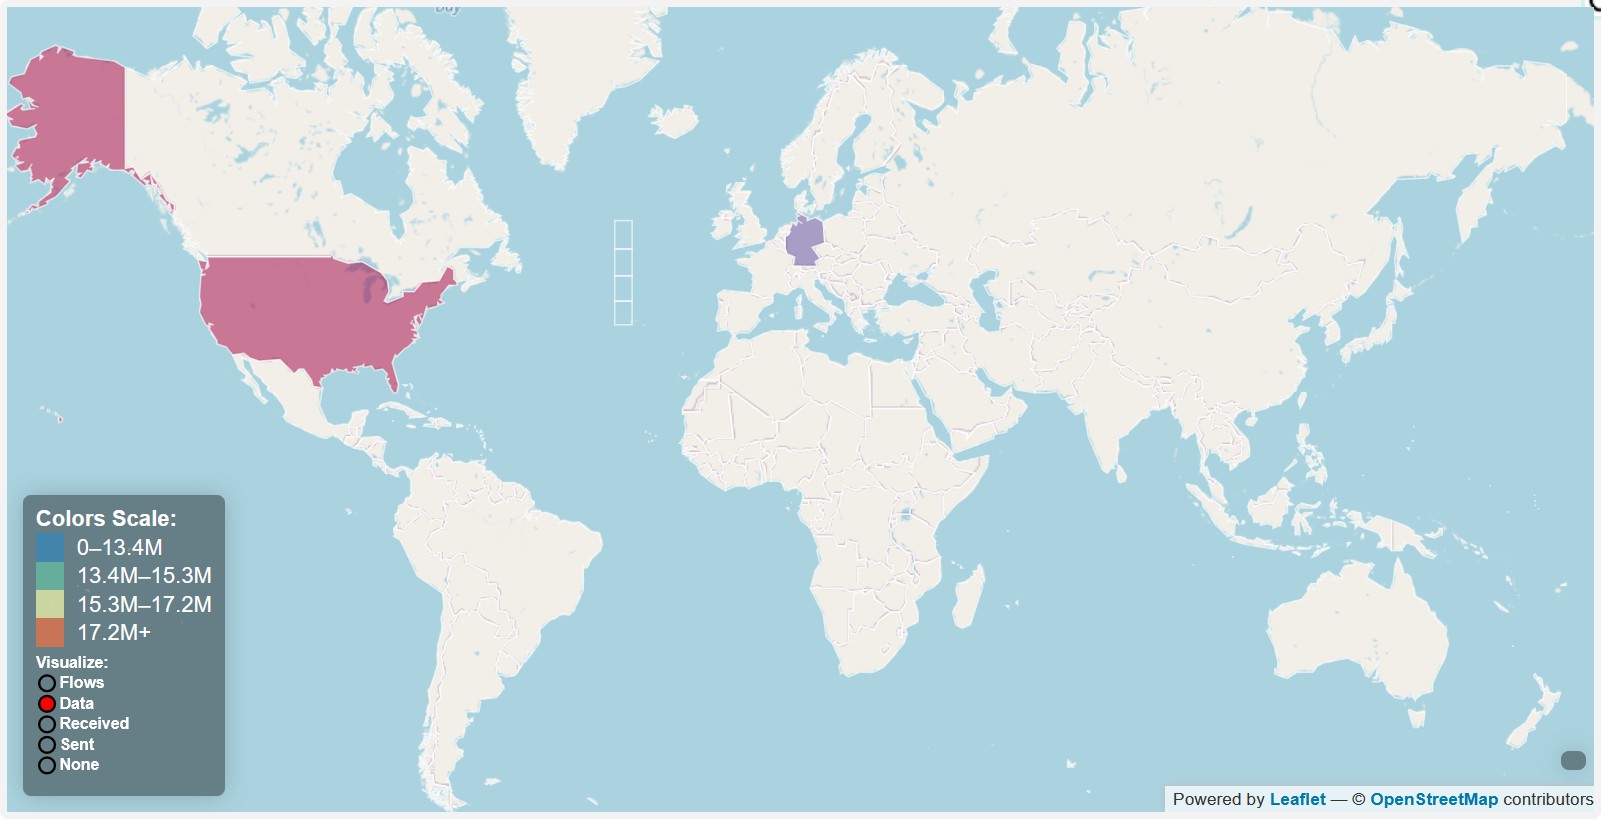 Bay
Colors Scale:
0–13.4M
13.4M–15.3M
15.3M–17.2M
17.2M+
Visualize:
Flows
Data
Received
Sent
None
Powered by Leaflet — © OpenStreetMap contributors